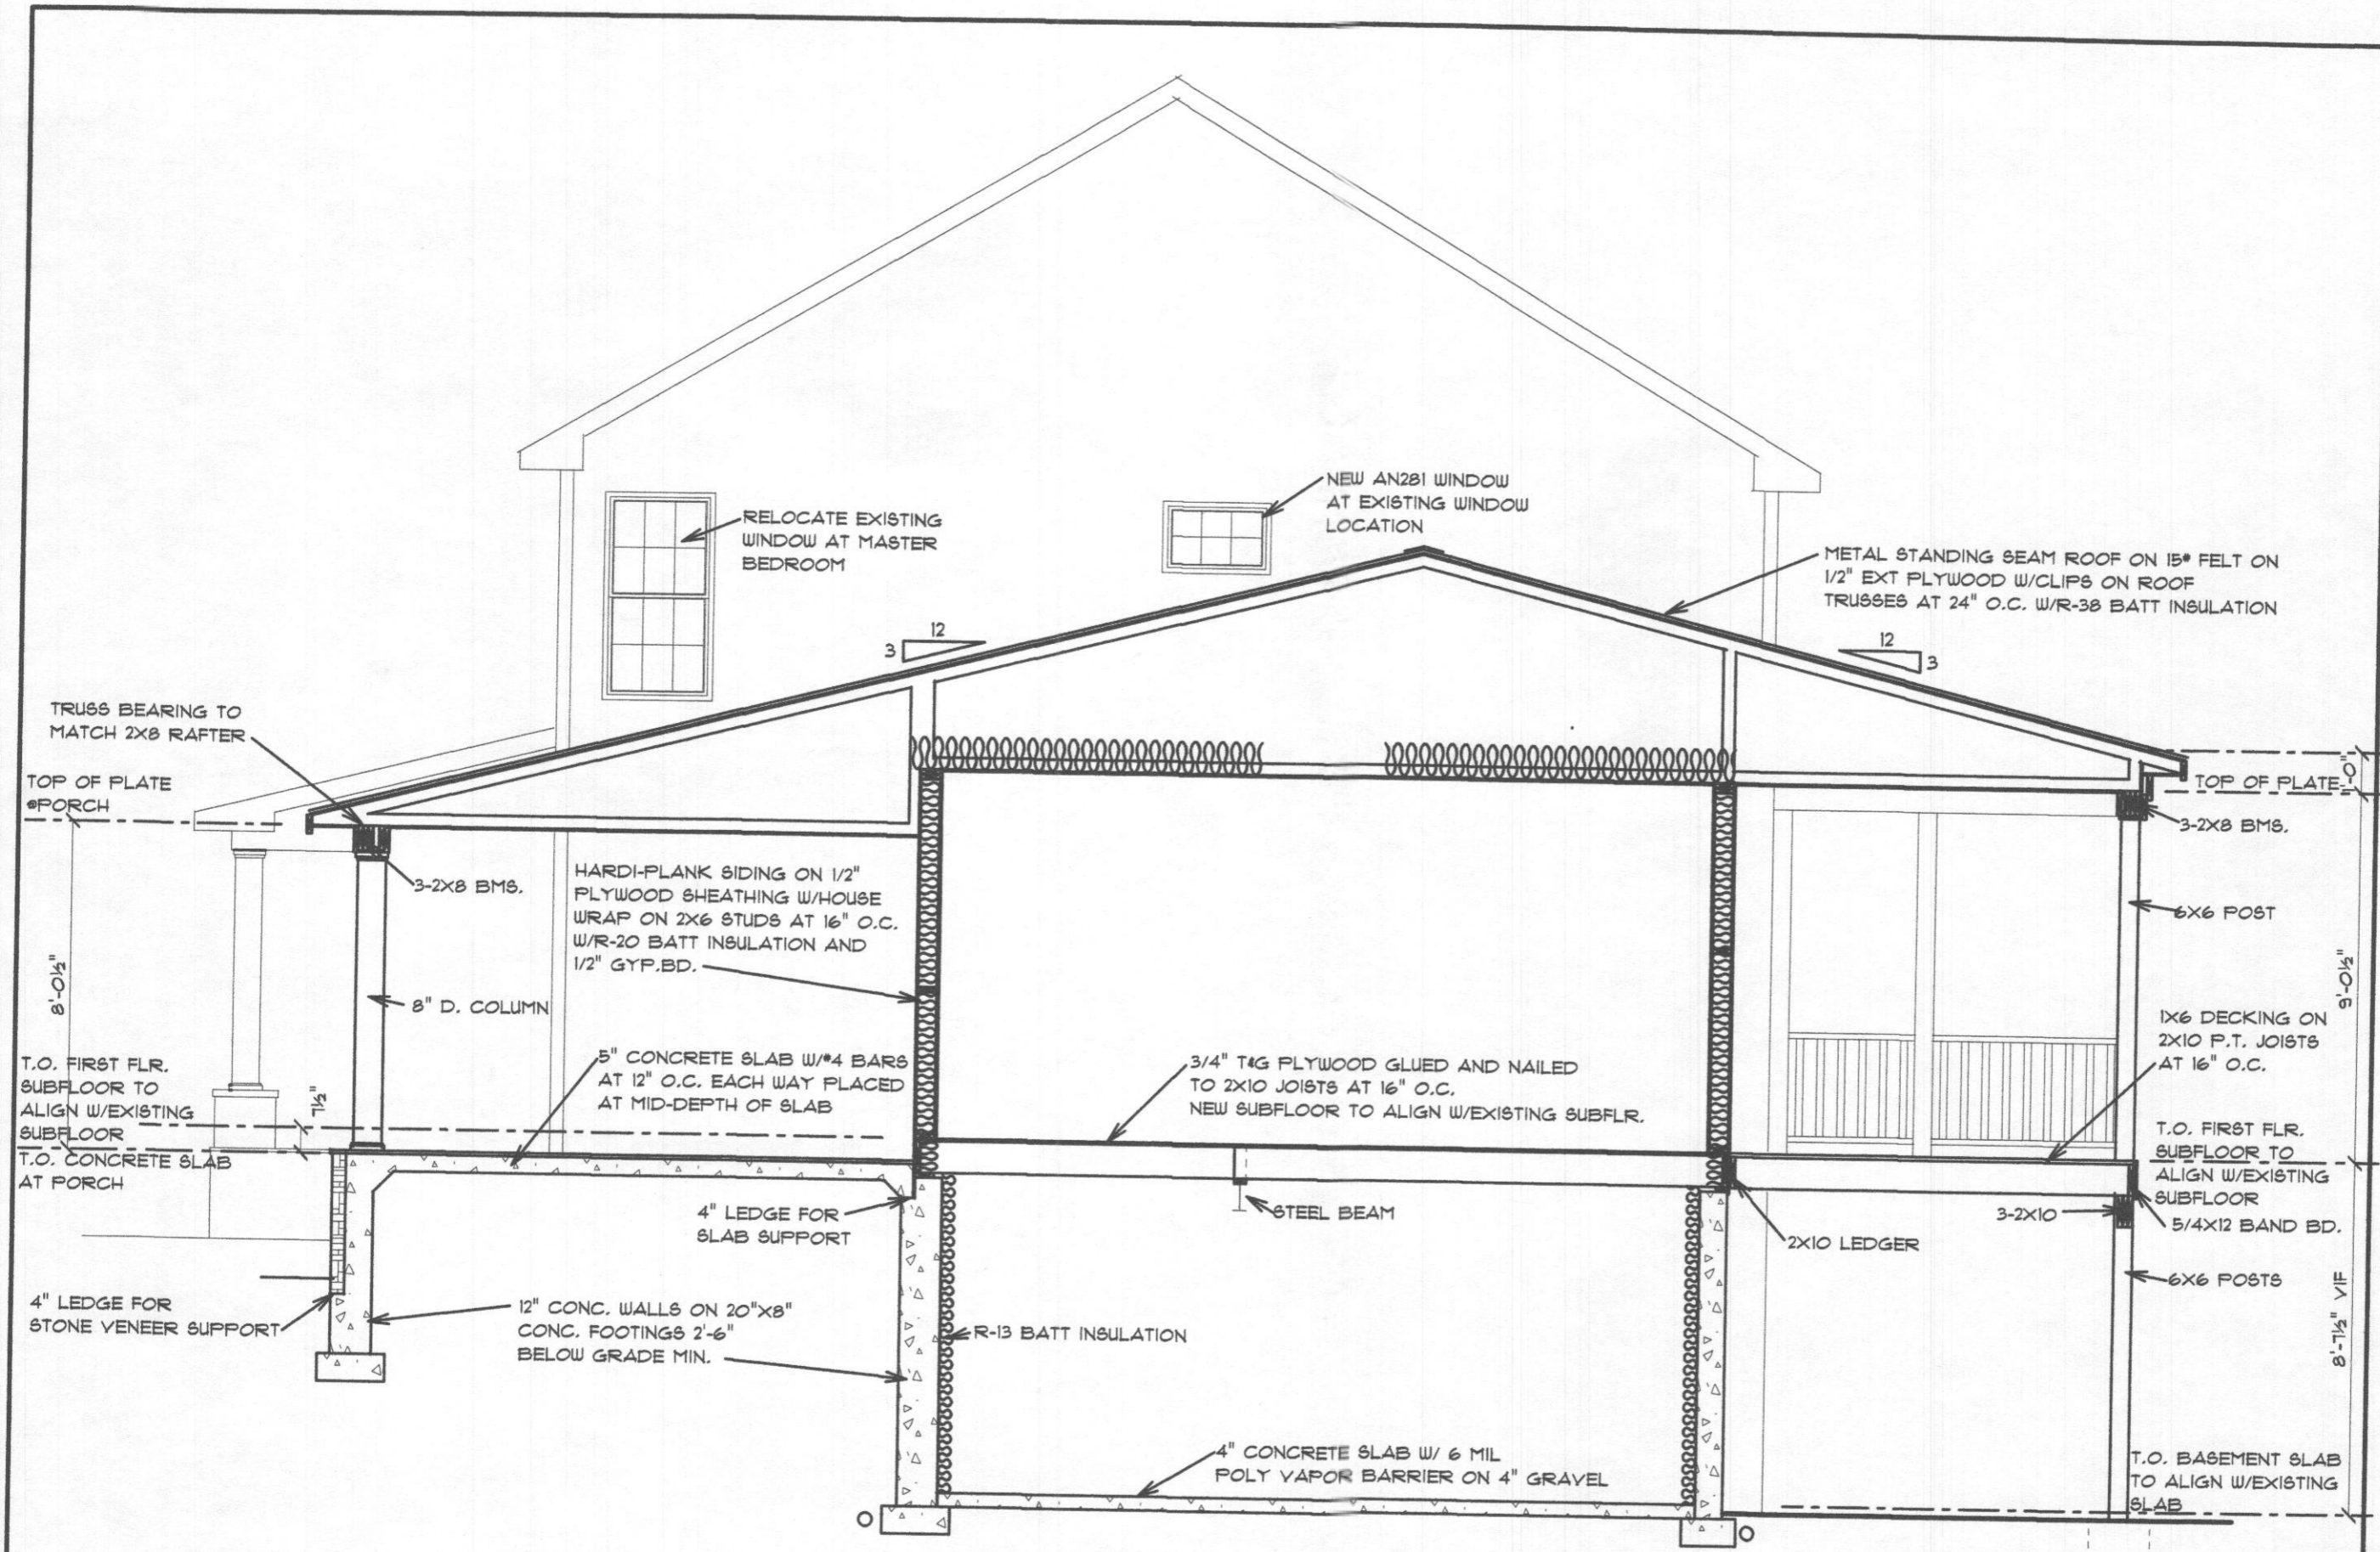 NEW AN281 WINDOW
AT EXISTING WINDOW
LOCATION
RELOCATE EXISTING
WINDOW AT MASTER
BEDROOM
METAL STANDING SEAM ROOF ON 15# FELT ON
1/2" EXT PLYWOOD W/CLIPS ON ROOF
TRUSSES AT 24" O.C. W/R-38 BATT INSULATION
12
3
12
3
TRUSS BEARING TO
MATCH 2X8 RAFTER
TOP OF PLATE
@PORCH
TOP OF PLATE
3-2X8 BMS.
3-2X8 BMS.
HARDI-PLANK SIDING ON 1/2"
PLYWOOD SHEATHING W/HOUSE
WRAP ON 2X6 STUDS AT 16" O.C.
W/R-20 BATT INSULATION AND
1/2" GYP.BD.
6X6 POST
8'-0½"
8" D. COLUMN
9'-0½"
1X6 DECKING ON
2X10 P.T. JOISTS
AT 16" O.C.
5" CONCRETE SLAB W/#4 BARS
AT 12" O.C. EACH WAY PLACED
AT MID-DEPTH OF SLAB
3/4" T&G PLYWOOD GLUED AND NAILED
TO 2X10 JOISTS AT 16" O.C.
NEW SUBFLOOR TO ALIGN W/EXISTING SUBFLR.
T.O. FIRST FLR.
SUBFLOOR TO
ALIGN W/EXISTING
SUBFLOOR
7½"
T.O. CONCRETE SLAB
AT PORCH
T.O. FIRST FLR.
SUBFLOOR TO
ALIGN W/EXISTING
SUBFLOOR
4" LEDGE FOR
SLAB SUPPORT
STEEL BEAM
2X10 LEDGER
3-2X10
5/4X12 BAND BD.
6X6 POSTS
4" LEDGE FOR
STONE VENEER SUPPORT
12" CONC. WALLS ON 20"X8"
CONC. FOOTINGS 2'-6"
BELOW GRADE MIN.
R-13 BATT INSULATION
8'-7½" VIF
4" CONCRETE SLAB W/ 6 MIL
POLY VAPOR BARRIER ON 4" GRAVEL
T.O. BASEMENT SLAB
TO ALIGN W/EXISTING
SLAB